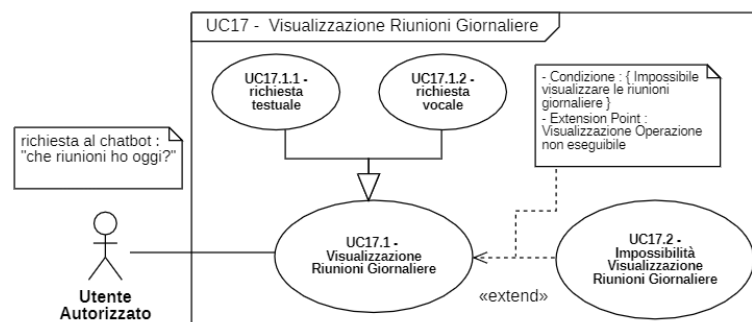 UC17 - Visualizzazione Riunioni Giornaliere
UC17.1.1 -
richiesta
testuale
UC17.1.2 -
richiesta
vocale
- Condizione : { Impossibile
visualizzare le riunioni
giornaliere }
- Extension Point :
Visualizzazione Operazione
non eseguibile
richiesta al chatbot :
"che riunioni ho oggi?"
UC17.1 -
Visualizzazione
Riunioni Giornaliere
UC17.2 -
Impossibilità
Visualizzazione
Riunioni Giornaliere
«extend»
Utente
Autorizzato